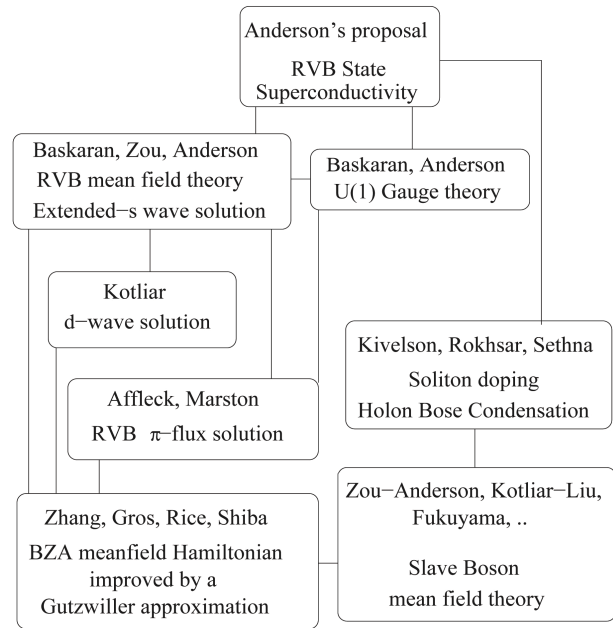 Anderson's proposal
RVB State
Superconductivity
Baskaran, Zou, Anderson
RVB mean field theory
Extended−s wave solution
Baskaran, Anderson
U(1) Gauge theory
Kotliar
d−wave solution
Kivelson, Rokhsar, Sethna
Soliton doping
Holon Bose Condensation
Affleck, Marston
RVB π−flux solution
Zhang, Gros, Rice, Shiba
BZA meanfield Hamiltonian
improved by a
Gutzwiller approximation
Zou−Anderson, Kotliar−Liu,
Fukuyama, ..
Slave Boson
mean field theory